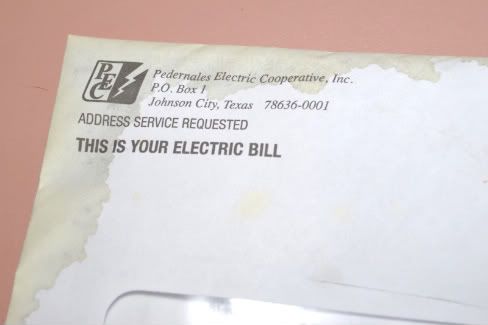 PEC
Pedernales Electric Cooperative, Inc.
P.O. Box 1
Johnson City, Texas 78636-0001
ADDRESS SERVICE REQUESTED
THIS IS YOUR ELECTRIC BILL